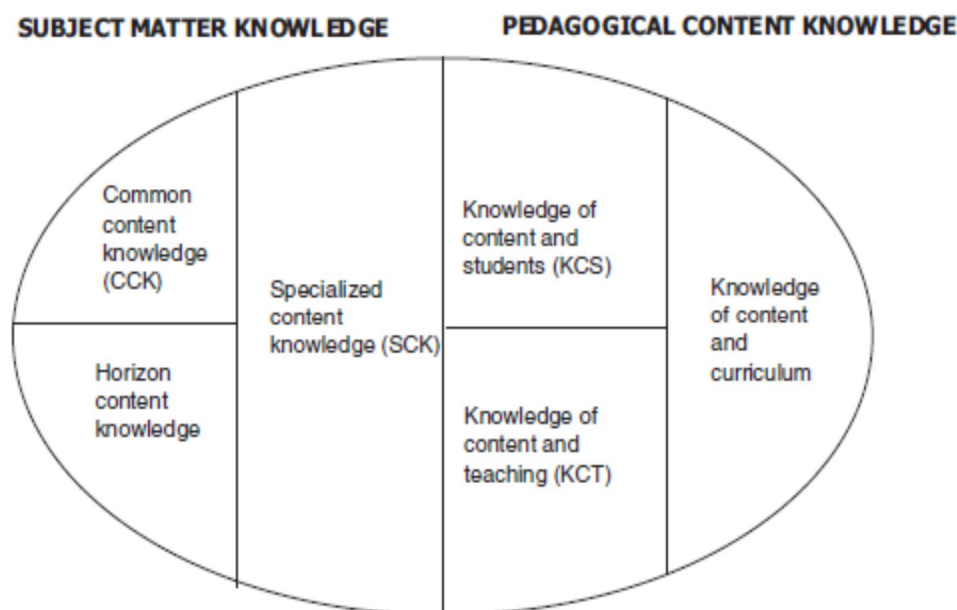 SUBJECT MATTER KNOWLEDGE
PEDAGOGICAL CONTENT KNOWLEDGE
Common
content
knowledge
(CCK)
Horizon
content
knowledge
Specialized
content
knowledge (SCK)
Knowledge of
content and
students (KCS)
Knowledge of
content and
teaching (KCT)
Knowledge
of content
and
curriculum